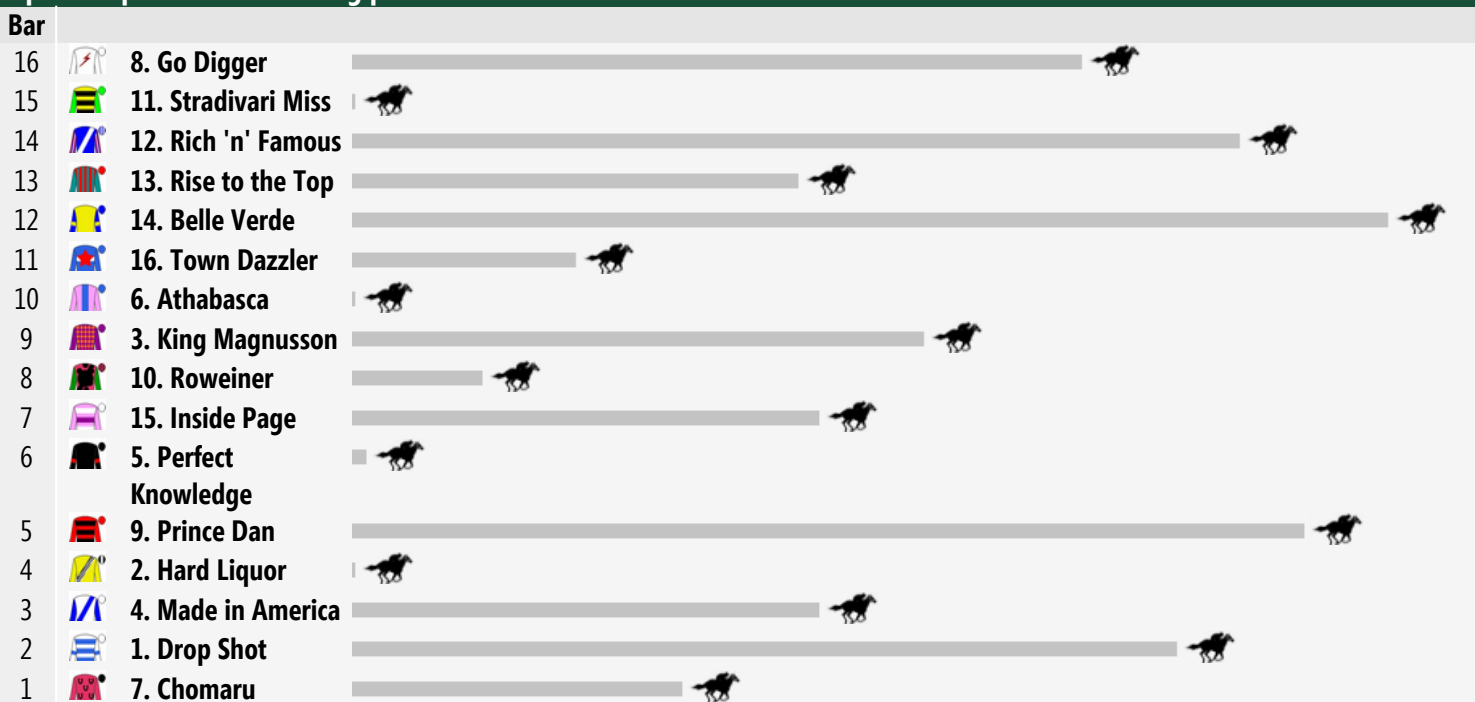 Bar
16 8. Go Digger
15 11. Stradivari Miss
14 12. Rich 'n' Famous
13 13. Rise to the Top
12 14. Belle Verde
11 16. Town Dazzler
10 6. Athabasca
9 3. King Magnusson
8 10. Roweiner
7 15. Inside Page
6 5. Perfect
Knowledge
5 9. Prince Dan
4 2. Hard Liquor
3 4. Made in America
2 1. Drop Shot
1 7. Chomaru